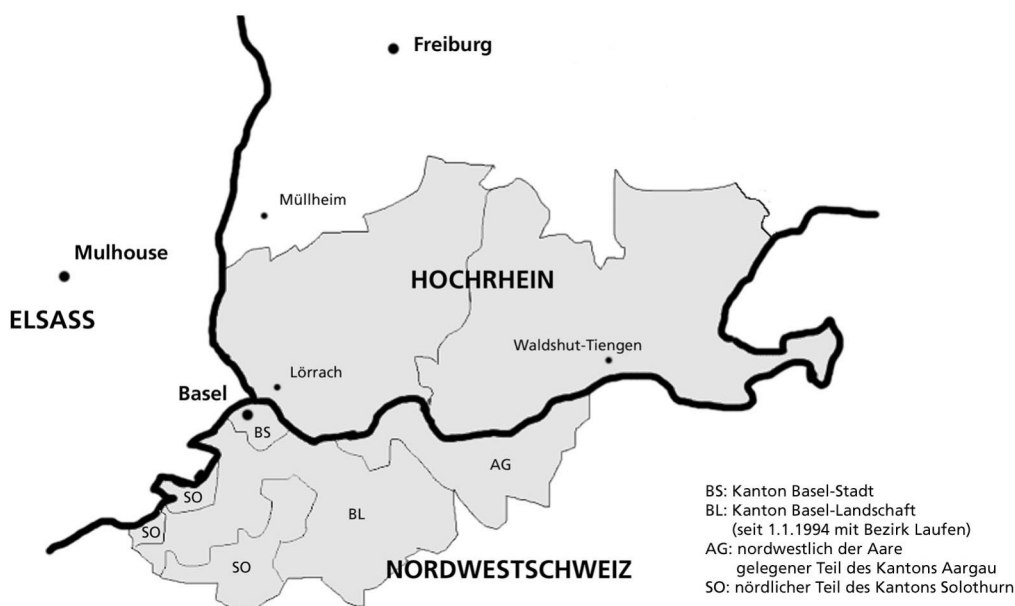 Freiburg
Müllheim
Mulhouse
HOCHRHEIN
ELSASS
Waldshut-Tiengen
Lörrach
Basel
BS
AG
SO
BL
SO
SO
NORDWESTSCHWEIZ
BS: Kanton Basel-Stadt
BL: Kanton Basel-Landschaft
(seit 1.1.1994 mit Bezirk Laufen)
AG: nordwestlich der Aare
gelegener Teil des Kantons Aargau
SO: nördlicher Teil des Kantons Solothurn